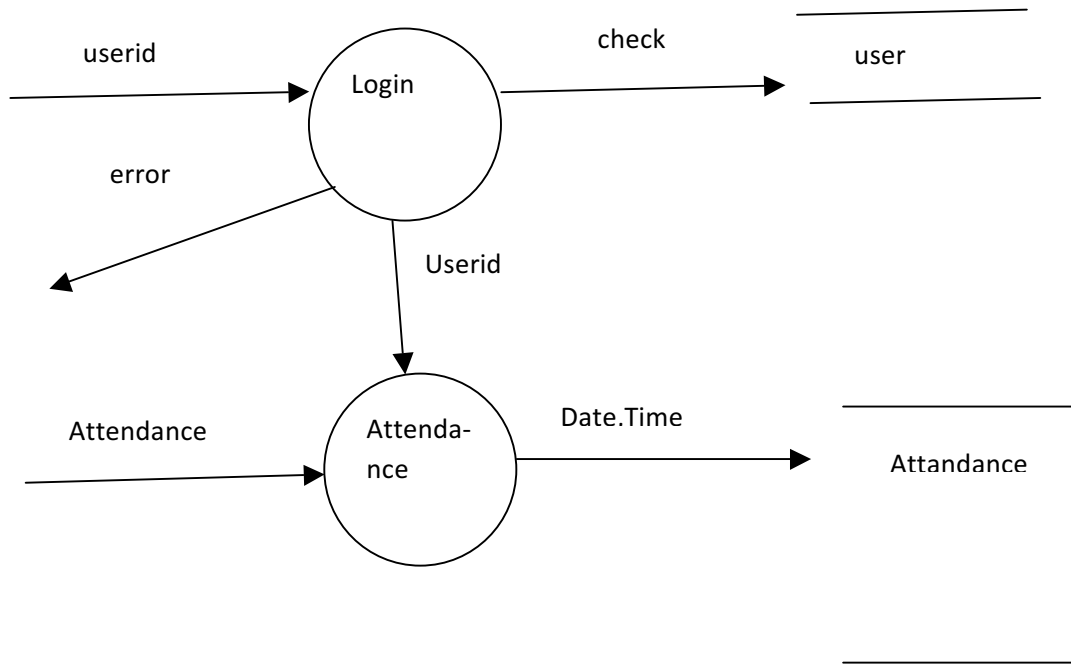 userid
Login
check
user
error
Userid
Attendance
Attenda-
nce
Date.Time
Attandance